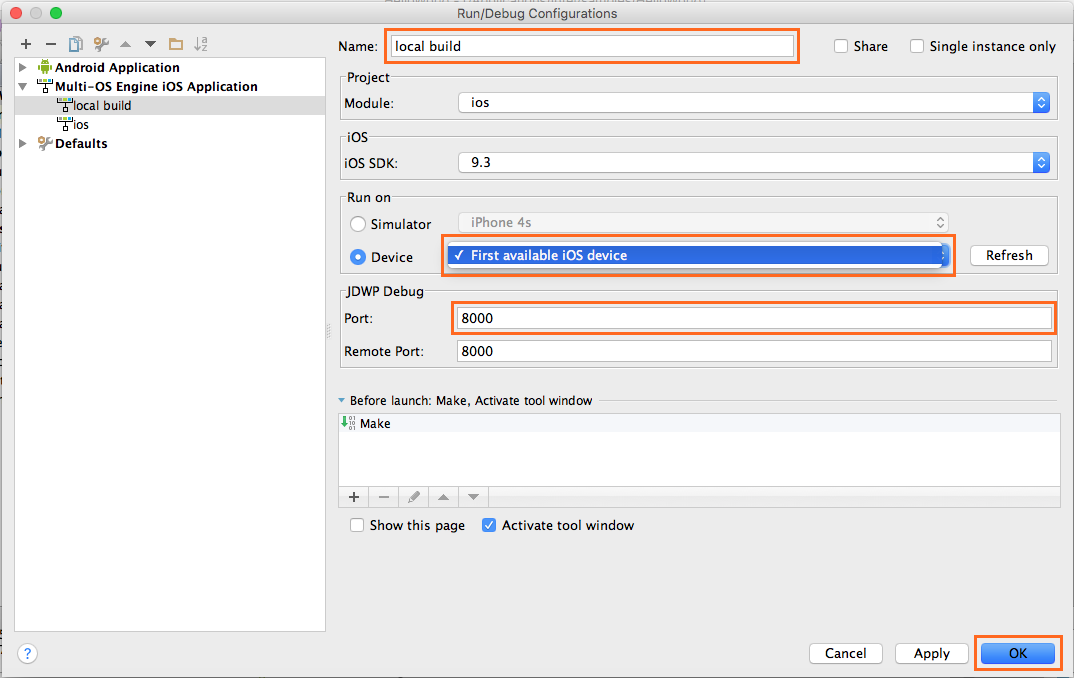 Run/Debug Configurations
Name: local build Share Single instance only
Android Application
Multi-OS Engine iOS Application
local build
ios
Defaults
Project
Module: ios
iOS
iOS SDK: 9.3
Run on
Simulator iPhone 4s
Device ✓ First available iOS device Refresh
JDWP Debug
Port: 8000
Remote Port: 8000
Before launch: Make, Activate tool window
Make
Show this page Activate tool window
? Cancel Apply OK